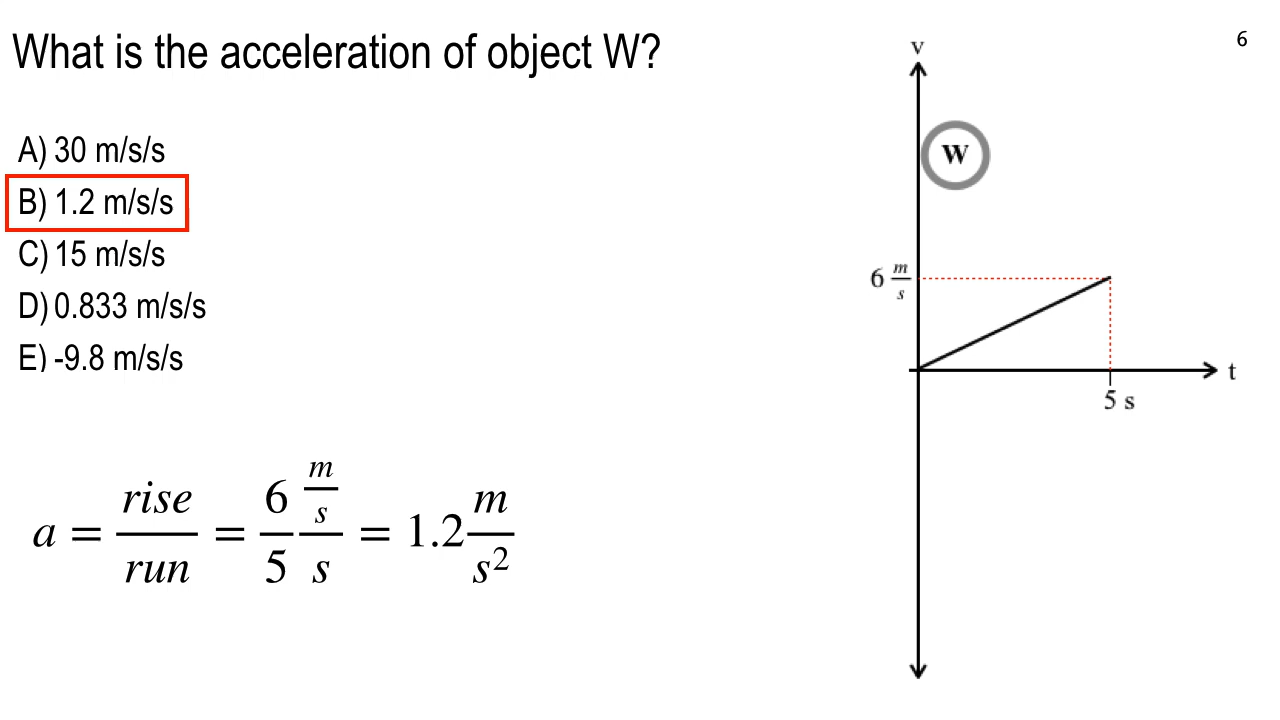 What is the acceleration of object W?
6
A) 30 m/s/s
B) 1.2 m/s/s
C) 15 m/s/s
D) 0.833 m/s/s
E) -9.8 m/s/s
a = rise/run = 6/5 (m/s)/s = 1.2 m/s²
v
W
6 m/s
t
5 s